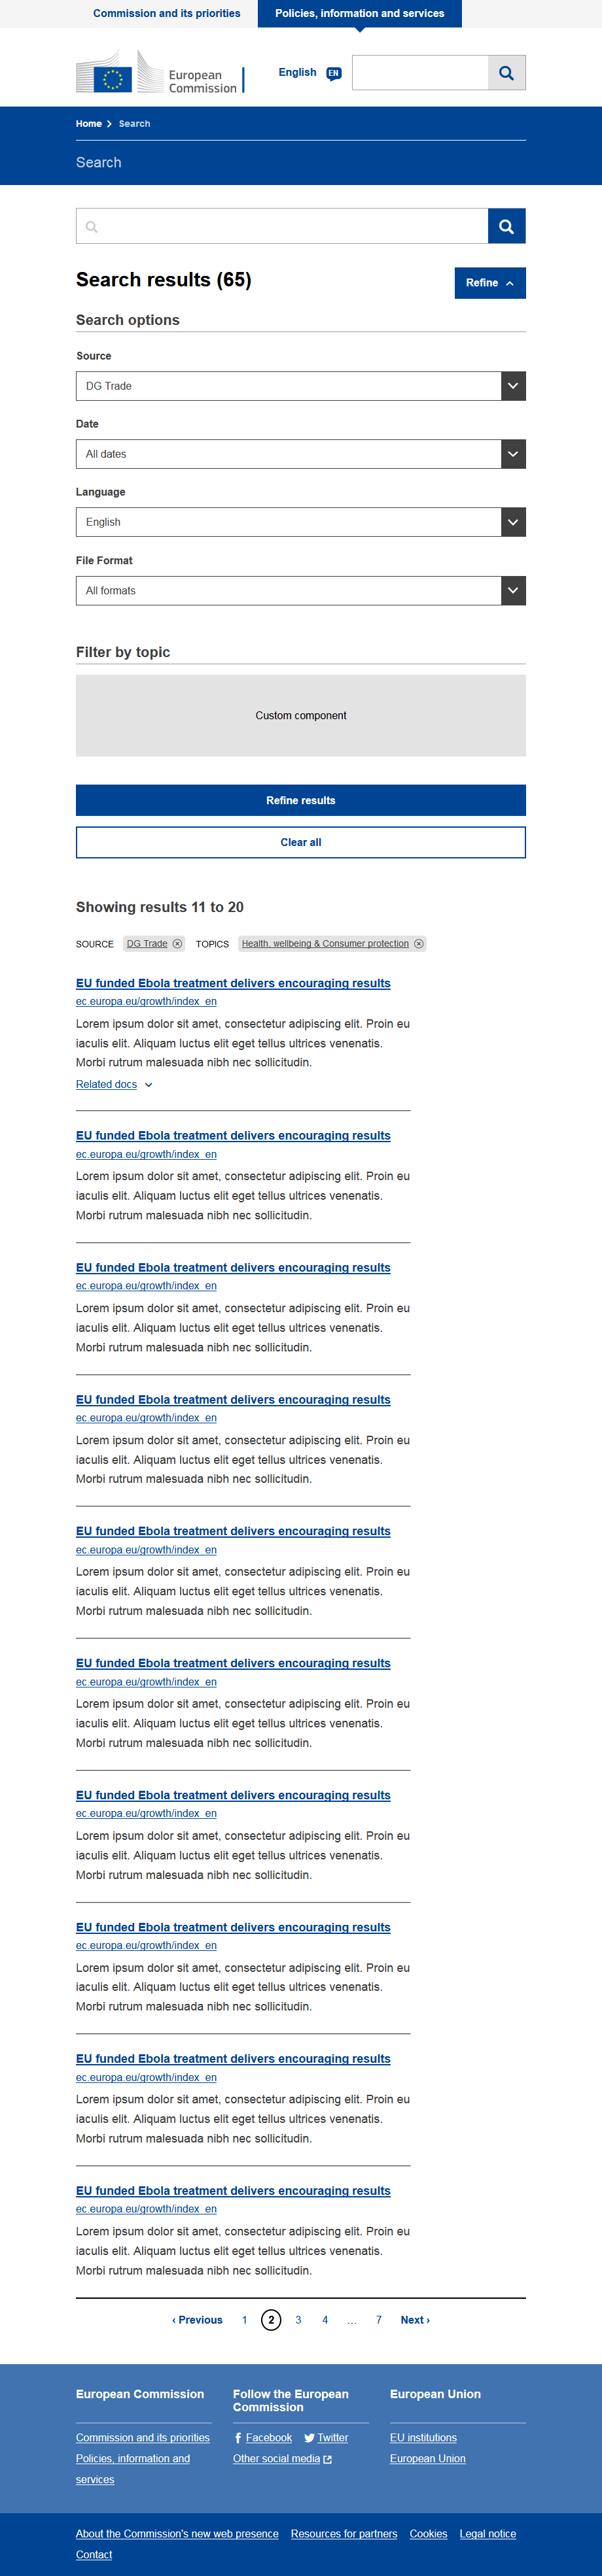 Commission and its priorities
Policies, information and services
European
Commission
English EN
Home Search
Search
Search results (65)
Refine
Search options
Source
DG Trade
Date
All dates
Language
English
File Format
All formats
Filter by topic
Custom component
Refine results
Clear all
Showing results 11 to 20
SOURCE DG Trade TOPICS Health, wellbeing & Consumer protection
EU funded Ebola treatment delivers encouraging results
ec.europa.eu/growth/index_en
Lorem ipsum dolor sit amet, consectetur adipiscing elit. Proin eu
iaculis elit. Aliquam luctus elit eget tellus ultrices venenatis.
Morbi rutrum malesuada nibh nec sollicitudin.
Related docs
EU funded Ebola treatment delivers encouraging results
ec.europa.eu/growth/index_en
Lorem ipsum dolor sit amet, consectetur adipiscing elit. Proin eu
iaculis elit. Aliquam luctus elit eget tellus ultrices venenatis.
Morbi rutrum malesuada nibh nec sollicitudin.
EU funded Ebola treatment delivers encouraging results
ec.europa.eu/growth/index_en
Lorem ipsum dolor sit amet, consectetur adipiscing elit. Proin eu
iaculis elit. Aliquam luctus elit eget tellus ultrices venenatis.
Morbi rutrum malesuada nibh nec sollicitudin.
EU funded Ebola treatment delivers encouraging results
ec.europa.eu/growth/index_en
Lorem ipsum dolor sit amet, consectetur adipiscing elit. Proin eu
iaculis elit. Aliquam luctus elit eget tellus ultrices venenatis.
Morbi rutrum malesuada nibh nec sollicitudin.
EU funded Ebola treatment delivers encouraging results
ec.europa.eu/growth/index_en
Lorem ipsum dolor sit amet, consectetur adipiscing elit. Proin eu
iaculis elit. Aliquam luctus elit eget tellus ultrices venenatis.
Morbi rutrum malesuada nibh nec sollicitudin.
EU funded Ebola treatment delivers encouraging results
ec.europa.eu/growth/index_en
Lorem ipsum dolor sit amet, consectetur adipiscing elit. Proin eu
iaculis elit. Aliquam luctus elit eget tellus ultrices venenatis.
Morbi rutrum malesuada nibh nec sollicitudin.
EU funded Ebola treatment delivers encouraging results
ec.europa.eu/growth/index_en
Lorem ipsum dolor sit amet, consectetur adipiscing elit. Proin eu
iaculis elit. Aliquam luctus elit eget tellus ultrices venenatis.
Morbi rutrum malesuada nibh nec sollicitudin.
EU funded Ebola treatment delivers encouraging results
ec.europa.eu/growth/index_en
Lorem ipsum dolor sit amet, consectetur adipiscing elit. Proin eu
iaculis elit. Aliquam luctus elit eget tellus ultrices venenatis.
Morbi rutrum malesuada nibh nec sollicitudin.
EU funded Ebola treatment delivers encouraging results
ec.europa.eu/growth/index_en
Lorem ipsum dolor sit amet, consectetur adipiscing elit. Proin eu
iaculis elit. Aliquam luctus elit eget tellus ultrices venenatis.
Morbi rutrum malesuada nibh nec sollicitudin.
EU funded Ebola treatment delivers encouraging results
ec.europa.eu/growth/index_en
Lorem ipsum dolor sit amet, consectetur adipiscing elit. Proin eu
iaculis elit. Aliquam luctus elit eget tellus ultrices venenatis.
Morbi rutrum malesuada nibh nec sollicitudin.
‹ Previous 1 2 3 4 … 7 Next ›
European Commission
Commission and its priorities
Policies, information and
services
Follow the European
Commission
Facebook Twitter
Other social media
European Union
EU institutions
European Union
About the Commission's new web presence Resources for partners Cookies Legal notice
Contact